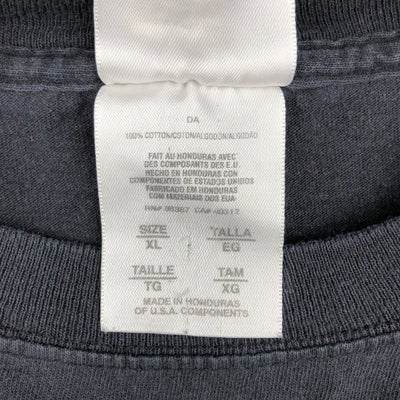 DA
100% COTTON/COTON/ALGODON/ALGODÃO
FAIT AU HONDURAS AVEC
DES COMPOSANTS DES E.U.
HECHO EN HONDURAS CON
COMPONENTES DE ESTADOS UNIDOS
FABRICADO EM HONDURAS
COM MATERIAIS DOS EUA
RN# CA#
SIZE TALLA
XL EG
TAILLE TAM
TG XG
MADE IN HONDURAS
OF U.S.A. COMPONENTS